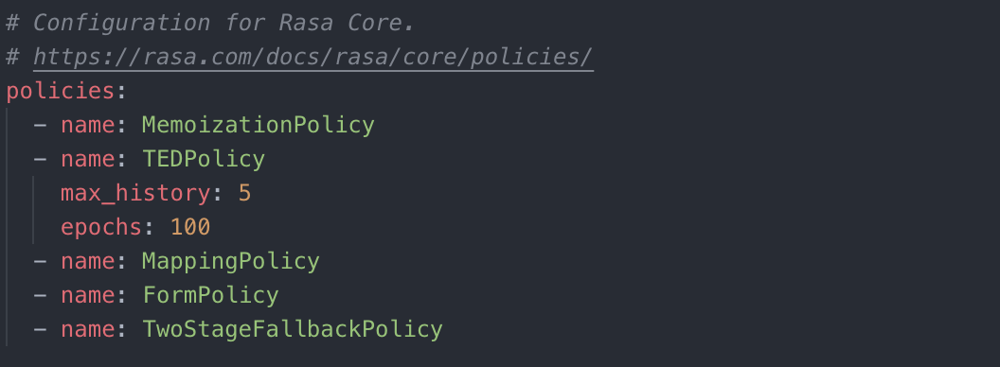 # Configuration for Rasa Core.
# https://rasa.com/docs/rasa/core/policies/
policies:
  - name: MemoizationPolicy
  - name: TEDPolicy
    max_history: 5
    epochs: 100
  - name: MappingPolicy
  - name: FormPolicy
  - name: TwoStageFallbackPolicy